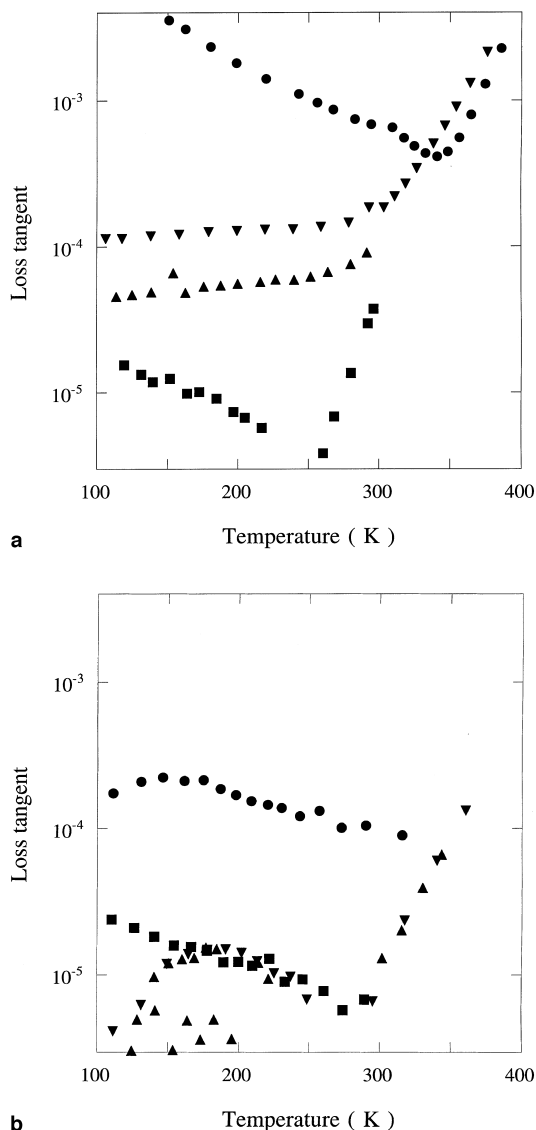 10-3
10-4
10-5
Loss tangent
100 200 300 400
Temperature ( K )
a
10-3
10-4
10-5
Loss tangent
100 200 300 400
Temperature ( K )
b